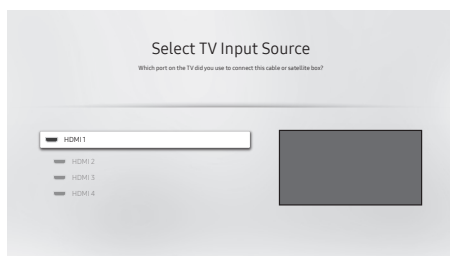 Select TV Input Source
Which port on the TV did you use to connect this cable or satellite box?
HDMI 1
HDMI 2
HDMI 3
HDMI 4